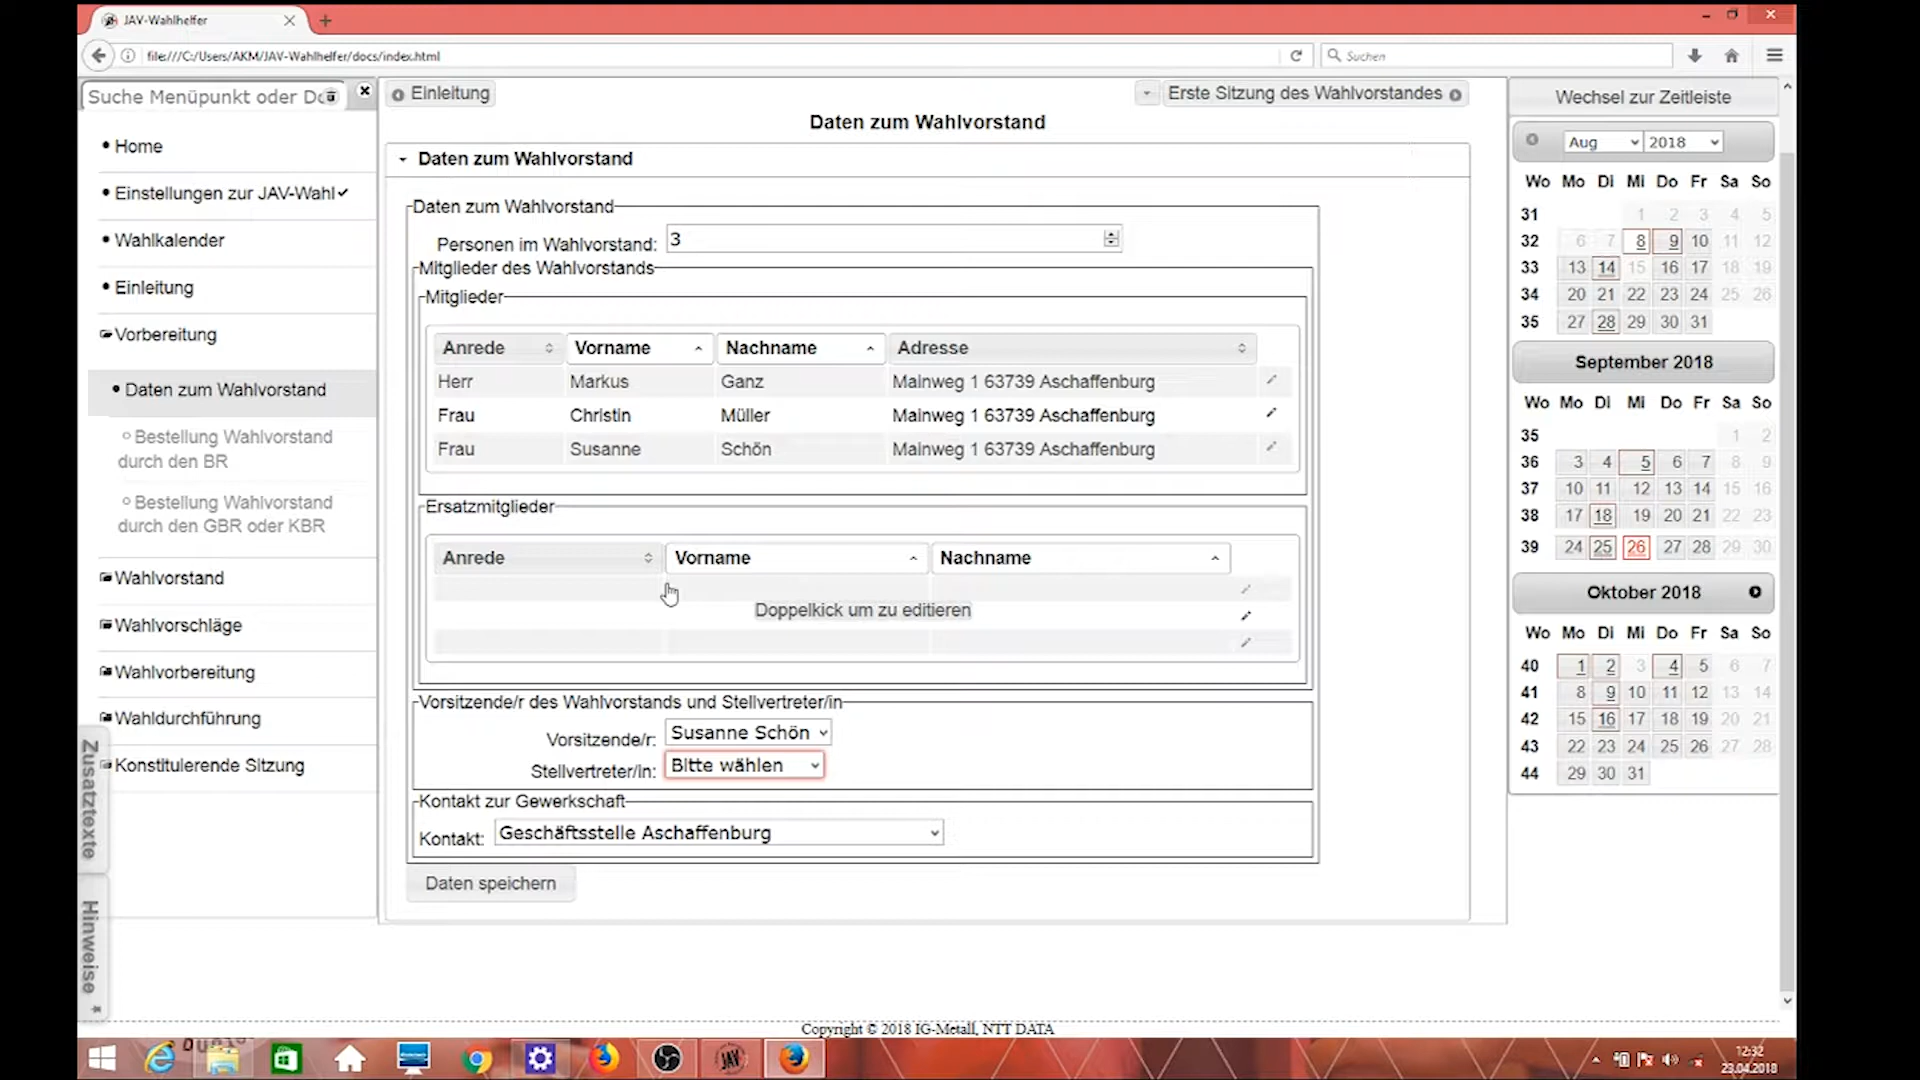 JAV-Wahlhelfer
file:///C:/Users/AKM/JAV-Wahlhelfer/docs/index.html
Suchen
Suche Menüpunkt oder Do
Home
Einstellungen zur JAV-Wahl✓
Wahlkalender
Einleitung
Vorbereitung
Daten zum Wahlvorstand
Bestellung Wahlvorstand
durch den BR
Bestellung Wahlvorstand
durch den GBR oder KBR
Wahlvorstand
Wahlvorschläge
Wahlvorbereitung
Wahldurchführung
Konstituierende Sitzung
Zusatztexte
Hinweise
Einleitung
Erste Sitzung des Wahlvorstandes
Daten zum Wahlvorstand
Daten zum Wahlvorstand
Daten zum Wahlvorstand
Personen im Wahlvorstand: 3
Mitglieder des Wahlvorstands
Mitglieder
Anrede Vorname Nachname Adresse
Herr Markus Ganz Mainweg 1 63739 Aschaffenburg
Frau Christin Müller Mainweg 1 63739 Aschaffenburg
Frau Susanne Schön Mainweg 1 63739 Aschaffenburg
Ersatzmitglieder
Anrede Vorname Nachname
Doppelkick um zu editieren
Vorsitzende/r des Wahlvorstands und Stellvertreter/in
Vorsitzende/r: Susanne Schön
Stellvertreter/in: Bitte wählen
Kontakt zur Gewerkschaft
Kontakt: Geschäftsstelle Aschaffenburg
Daten speichern
Wechsel zur Zeitleiste
Aug 2018
Wo Mo Di Mi Do Fr Sa So
31 1 2 3 4 5
32 6 7 8 9 10 11 12
33 13 14 15 16 17 18 19
34 20 21 22 23 24 25 26
35 27 28 29 30 31
September 2018
Wo Mo Di Mi Do Fr Sa So
35 1 2
36 3 4 5 6 7 8 9
37 10 11 12 13 14 15 16
38 17 18 19 20 21 22 23
39 24 25 26 27 28 29 30
Oktober 2018
Wo Mo Di Mi Do Fr Sa So
40 1 2 3 4 5 6 7
41 8 9 10 11 12 13 14
42 15 16 17 18 19 20 21
43 22 23 24 25 26 27 28
44 29 30 31
Copyright © 2018 IG-Metall, NTT DATA
JAV
12:32
23.04.2018